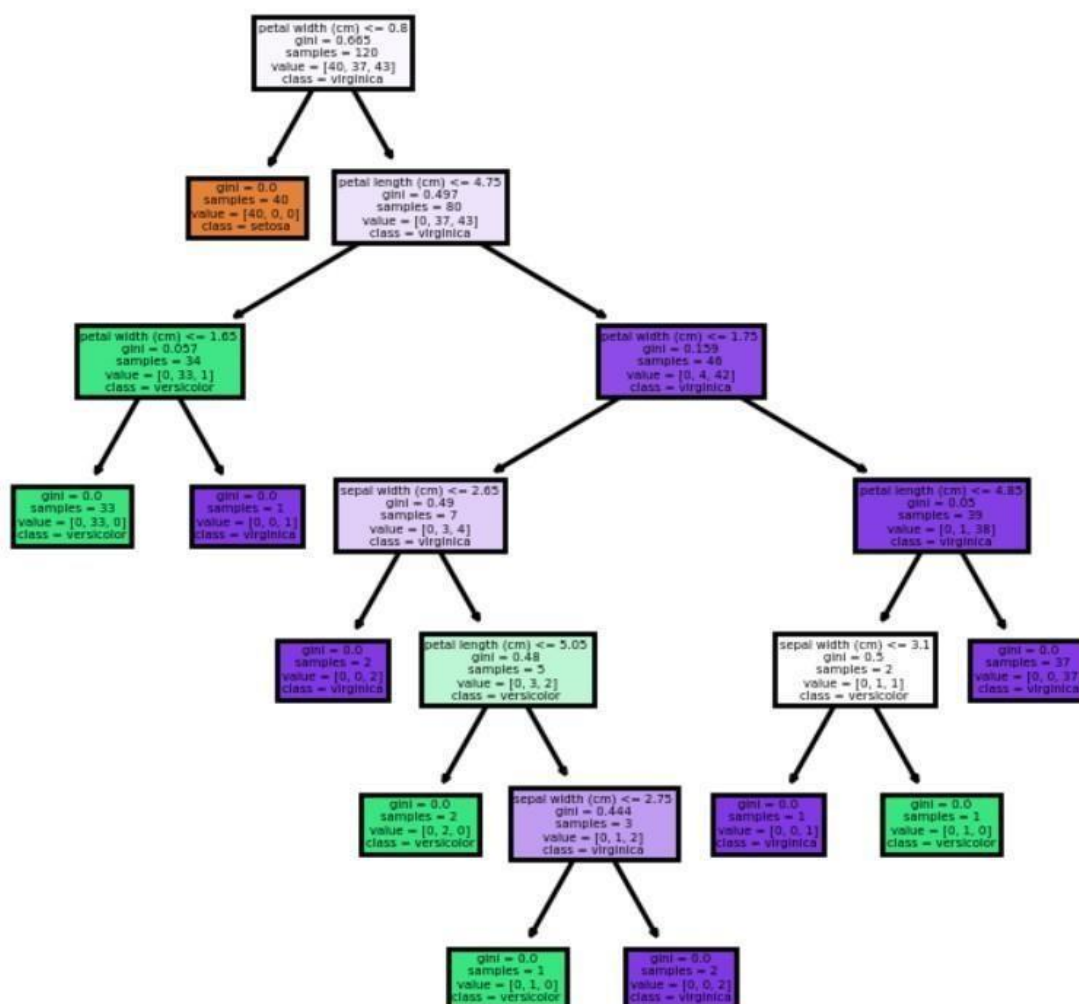 petal width (cm) <= 0.8
gini = 0.665
samples = 120
value = [40, 37, 43]
class = virginica
gini = 0.0
samples = 40
value = [40, 0, 0]
class = setosa
petal length (cm) <= 4.75
gini = 0.497
samples = 80
value = [0, 37, 43]
class = virginica
petal width (cm) <= 1.65
gini = 0.057
samples = 34
value = [0, 33, 1]
class = versicolor
petal width (cm) <= 1.75
gini = 0.159
samples = 46
value = [0, 4, 42]
class = virginica
gini = 0.0
samples = 33
value = [0, 33, 0]
class = versicolor
gini = 0.0
samples = 1
value = [0, 0, 1]
class = virginica
sepal width (cm) <= 2.65
gini = 0.49
samples = 7
value = [0, 3, 4]
class = virginica
petal length (cm) <= 4.85
gini = 0.05
samples = 39
value = [0, 1, 38]
class = virginica
gini = 0.0
samples = 2
value = [0, 0, 2]
class = virginica
petal length (cm) <= 5.05
gini = 0.48
samples = 5
value = [0, 3, 2]
class = versicolor
sepal width (cm) <= 3.1
gini = 0.5
samples = 2
value = [0, 1, 1]
class = versicolor
gini = 0.0
samples = 37
value = [0, 0, 37]
class = virginica
gini = 0.0
samples = 2
value = [0, 2, 0]
class = versicolor
sepal width (cm) <= 2.75
gini = 0.444
samples = 3
value = [0, 1, 2]
class = virginica
gini = 0.0
samples = 1
value = [0, 0, 1]
class = virginica
gini = 0.0
samples = 1
value = [0, 1, 0]
class = versicolor
gini = 0.0
samples = 1
value = [0, 1, 0]
class = versicolor
gini = 0.0
samples = 2
value = [0, 0, 2]
class = virginica